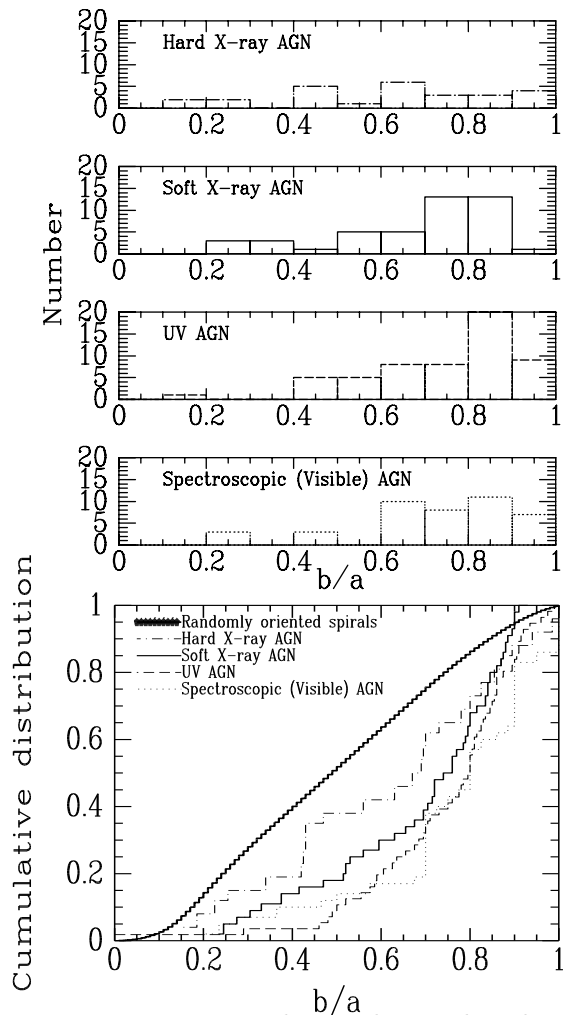 20
15
10
5
0
Hard X-ray AGN
0 0.2 0.4 0.6 0.8 1
20
15
10
5
0
Soft X-ray AGN
0 0.2 0.4 0.6 0.8 1
Number
20
15
10
5
0
UV AGN
0 0.2 0.4 0.6 0.8 1
20
15
10
5
0
Spectroscopic (Visible) AGN
0 0.2 0.4 0.6 0.8 1
b/a
Cumulative distribution
1
0.8
0.6
0.4
0.2
0
Randomly oriented spirals
Hard X-ray AGN
Soft X-ray AGN
UV AGN
Spectroscopic (Visible) AGN
0 0.2 0.4 0.6 0.8 1
b/a